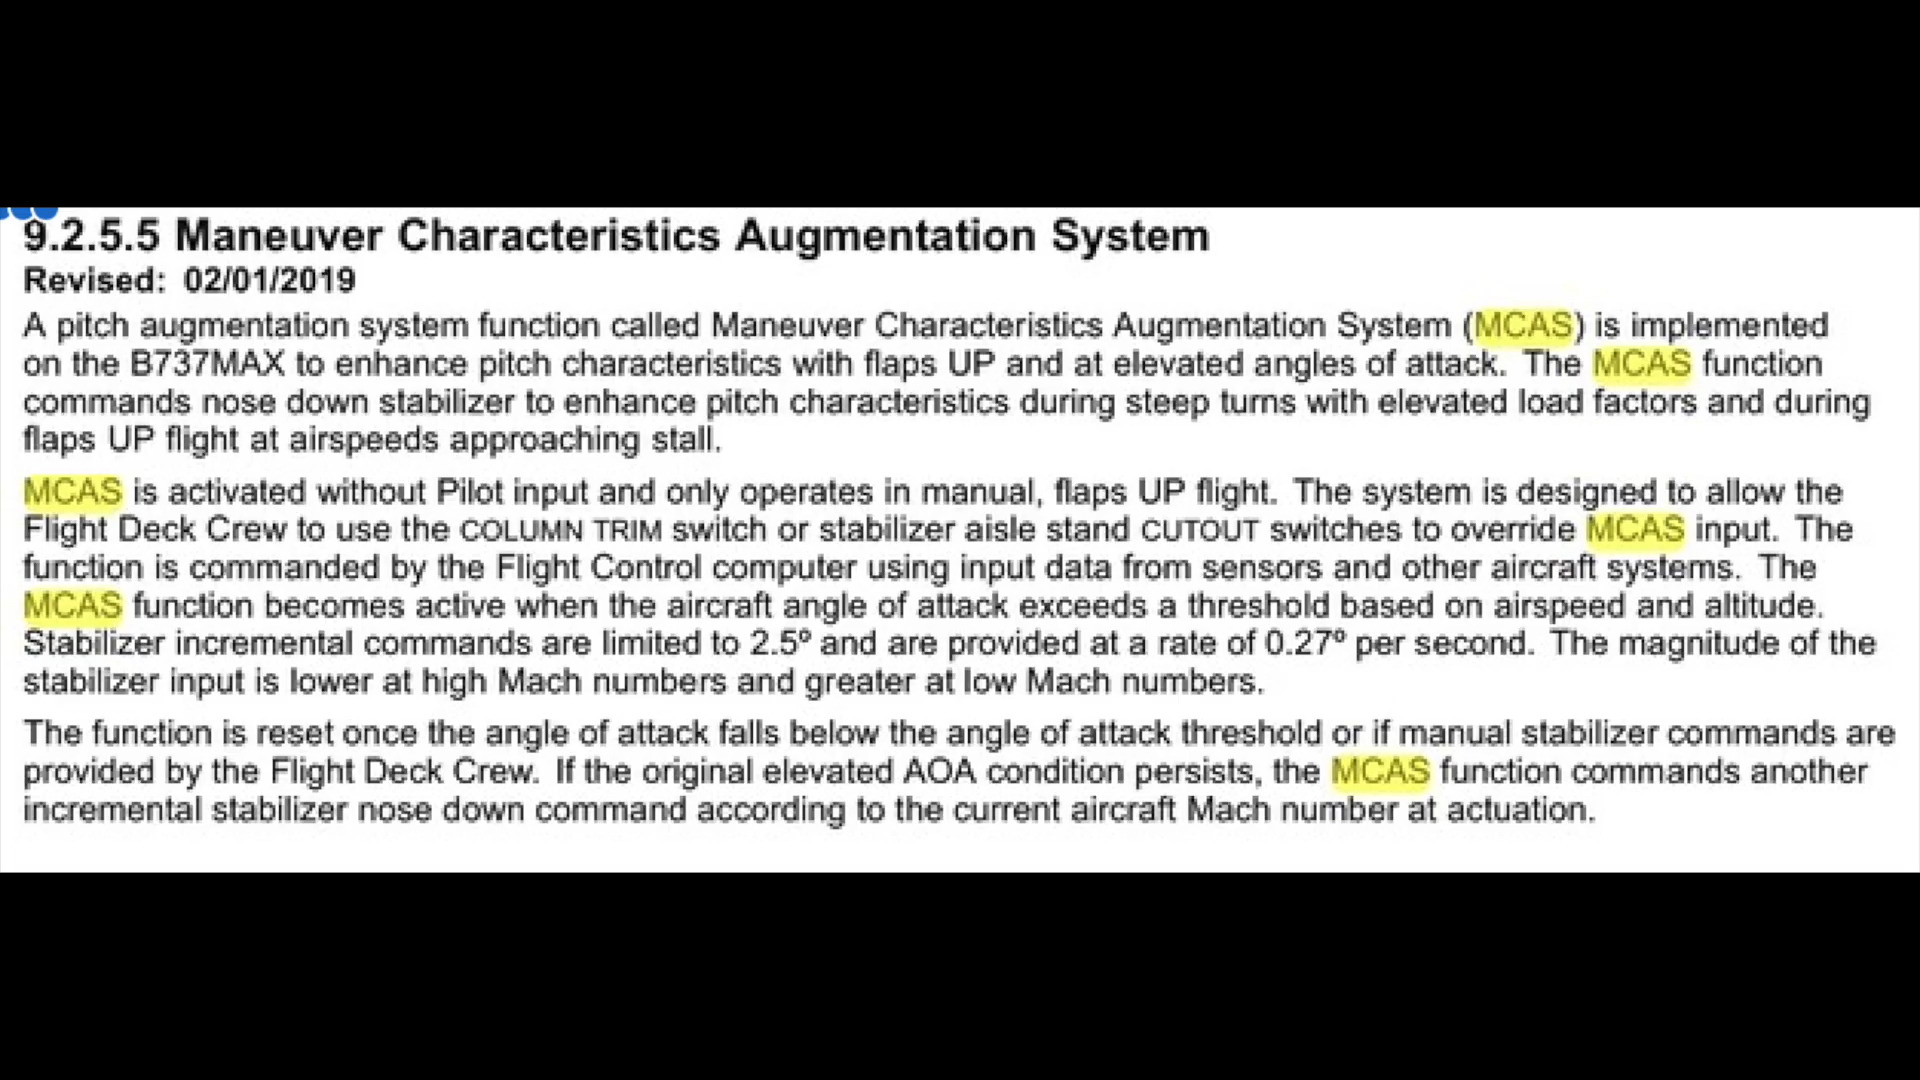 9.2.5.5 Maneuver Characteristics Augmentation System
Revised: 02/01/2019
A pitch augmentation system function called Maneuver Characteristics Augmentation System (MCAS) is implemented
on the B737MAX to enhance pitch characteristics with flaps UP and at elevated angles of attack. The MCAS function
commands nose down stabilizer to enhance pitch characteristics during steep turns with elevated load factors and during
flaps UP flight at airspeeds approaching stall.
MCAS is activated without Pilot input and only operates in manual, flaps UP flight. The system is designed to allow the
Flight Deck Crew to use the COLUMN TRIM switch or stabilizer aisle stand CUTOUT switches to override MCAS input. The
function is commanded by the Flight Control computer using input data from sensors and other aircraft systems. The
MCAS function becomes active when the aircraft angle of attack exceeds a threshold based on airspeed and altitude.
Stabilizer incremental commands are limited to 2.5º and are provided at a rate of 0.27º per second. The magnitude of the
stabilizer input is lower at high Mach numbers and greater at low Mach numbers.
The function is reset once the angle of attack falls below the angle of attack threshold or if manual stabilizer commands are
provided by the Flight Deck Crew. If the original elevated AOA condition persists, the MCAS function commands another
incremental stabilizer nose down command according to the current aircraft Mach number at actuation.